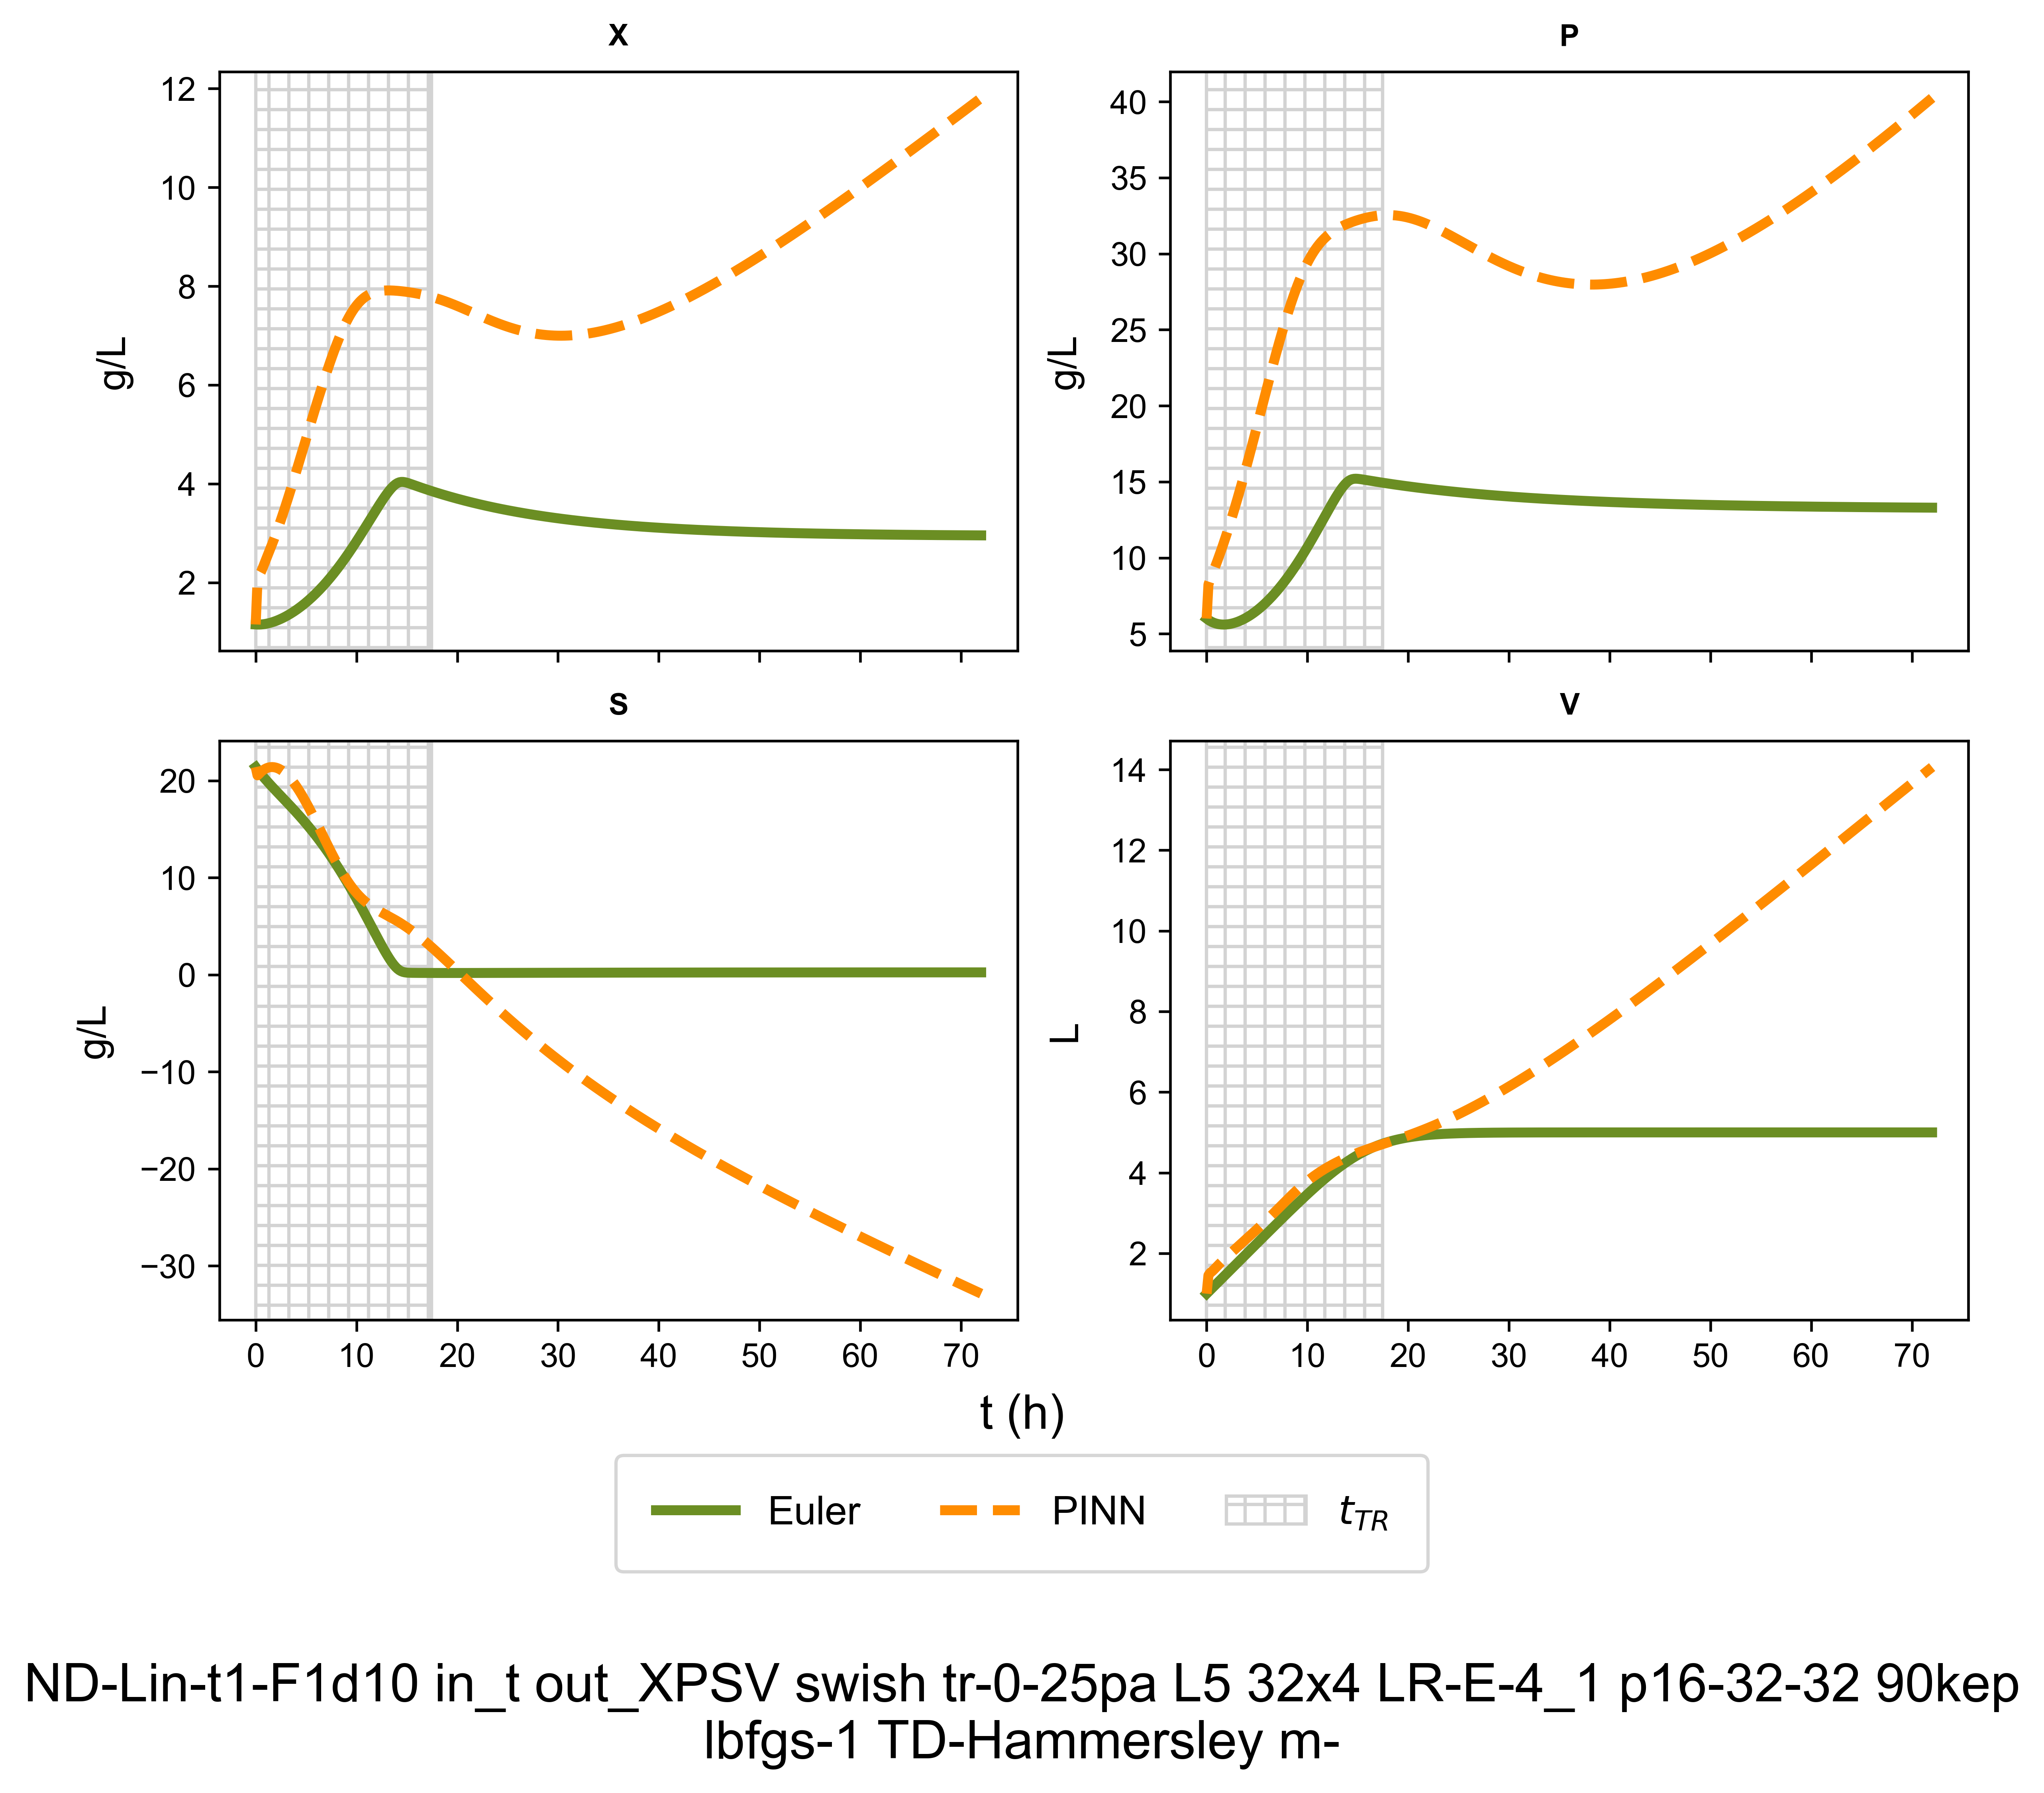 X
P
12
10
8
6
4
2
g/L
40
35
30
25
20
15
10
5
g/L
S
V
20
10
0
−10
−20
−30
g/L
14
12
10
8
6
4
2
L
0 10 20 30 40 50 60 70
0 10 20 30 40 50 60 70
t (h)
Euler PINN t_TR
ND-Lin-t1-F1d10 in_t out_XPSV swish tr-0-25pa L5 32x4 LR-E-4_1 p16-32-32 90kep
lbfgs-1 TD-Hammersley m-